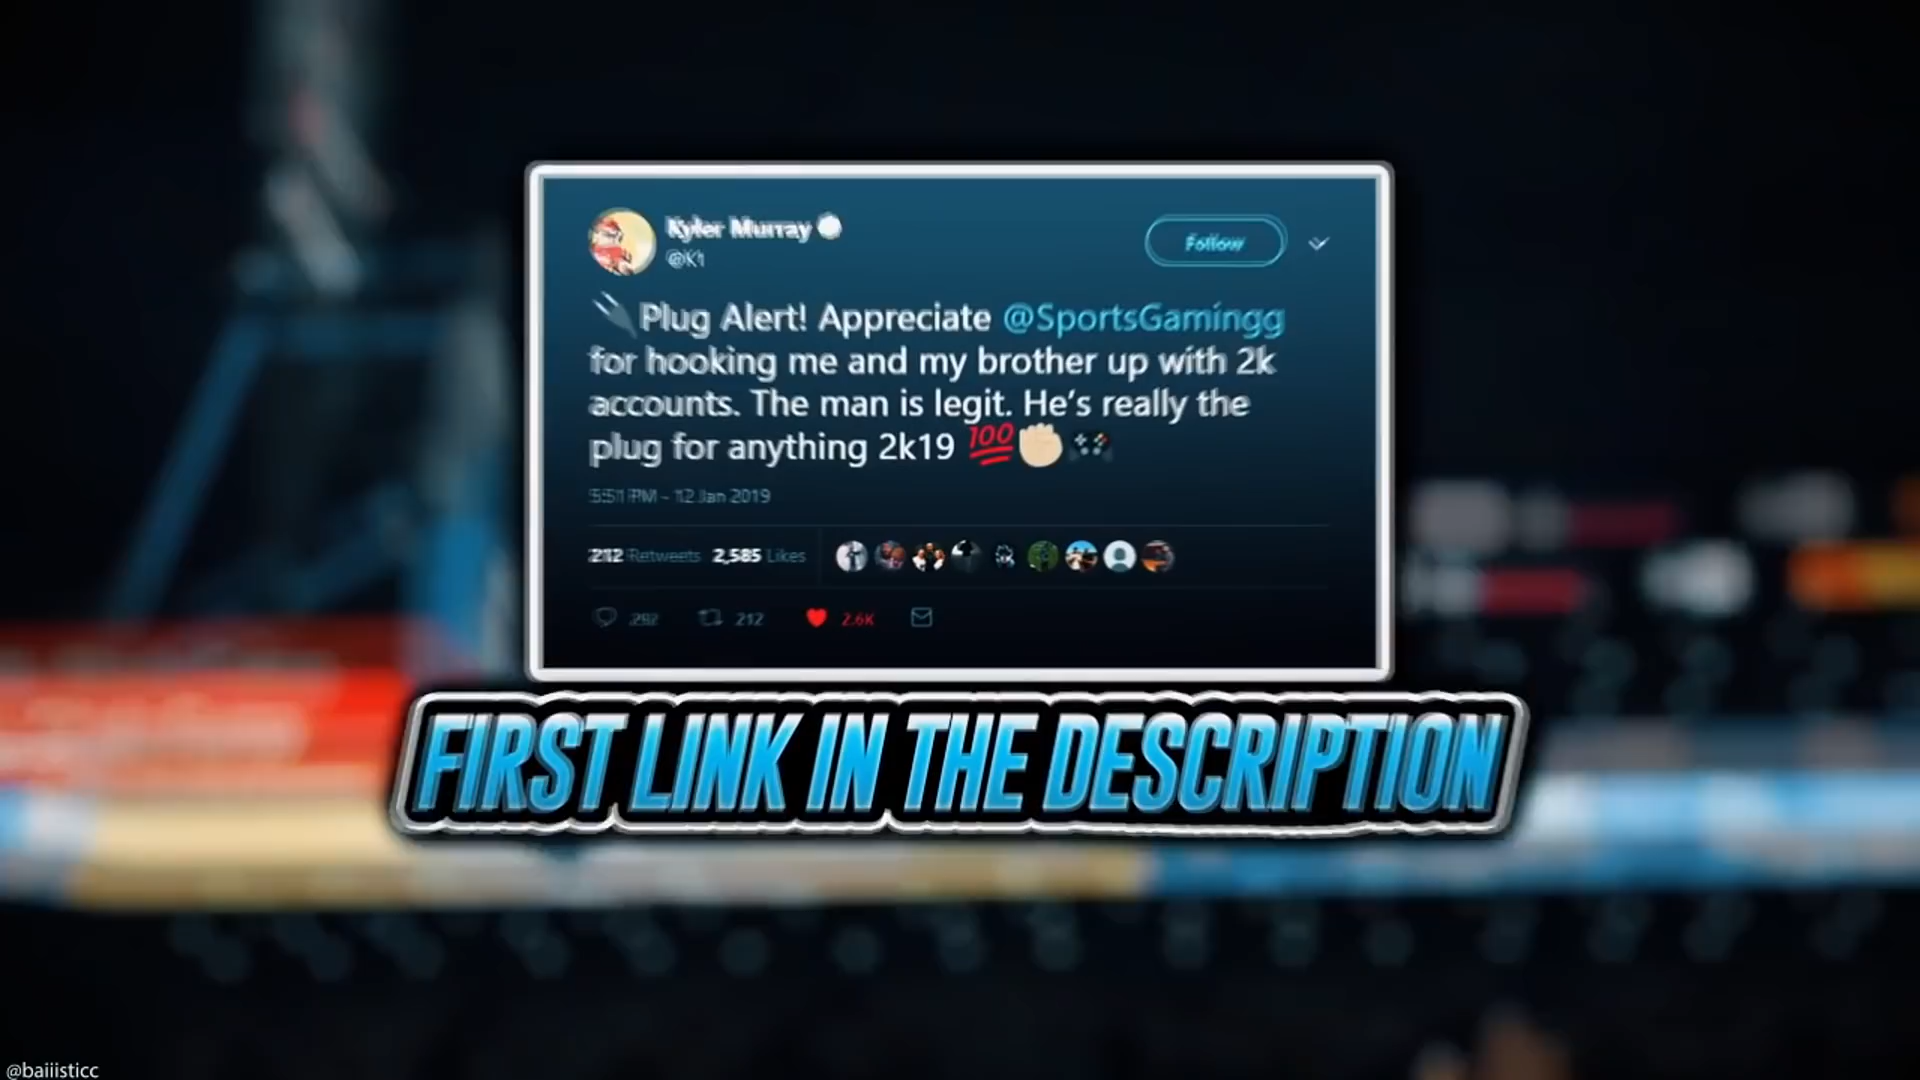 Kyler Murray
@K1
Follow
Plug Alert! Appreciate @SportsGamingg
for hooking me and my brother up with 2k
accounts. The man is legit. He's really the
plug for anything 2k19 💯✊🏻🎮
5:51 PM - 12 Jan 2019
212 Retweets 2,585 Likes
292 212 2.6K
FIRST LINK IN THE DESCRIPTION
@baiiisticc